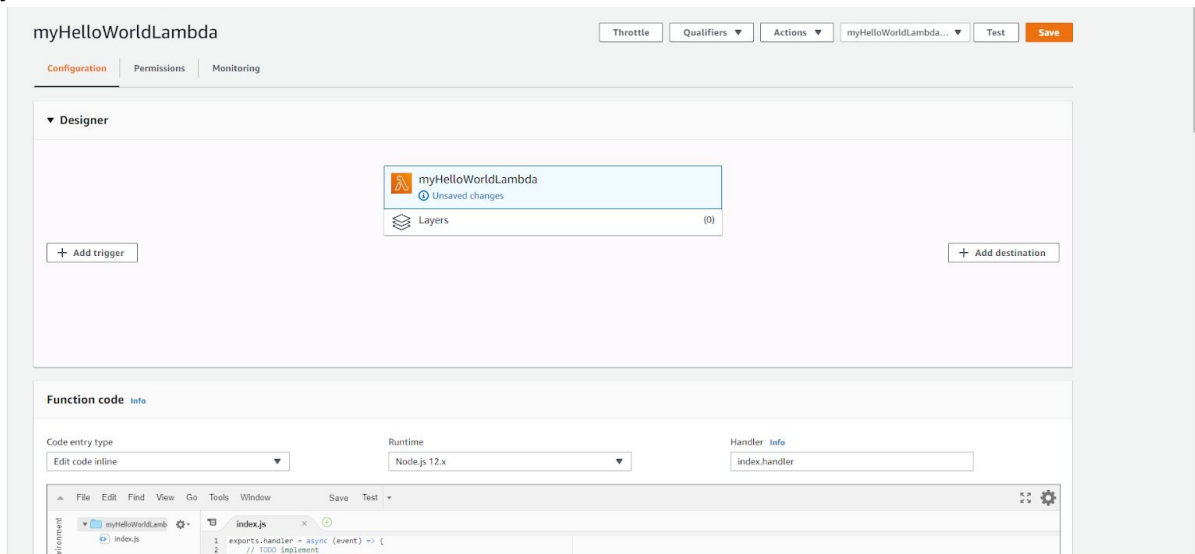 myHelloWorldLambda
Throttle Qualifiers Actions myHelloWorldLambda... Test Save
Configuration Permissions Monitoring
Designer
myHelloWorldLambda
Unsaved changes
Layers (0)
+ Add trigger
+ Add destination
Function code Info
Code entry type Runtime Handler Info
Edit code inline Node.js 12.x index.handler
File Edit Find View Go Tools Window Save Test
myHelloWorldLamb index.js
index.js 1 exports.handler = async (event) => {
2 // TODO implement